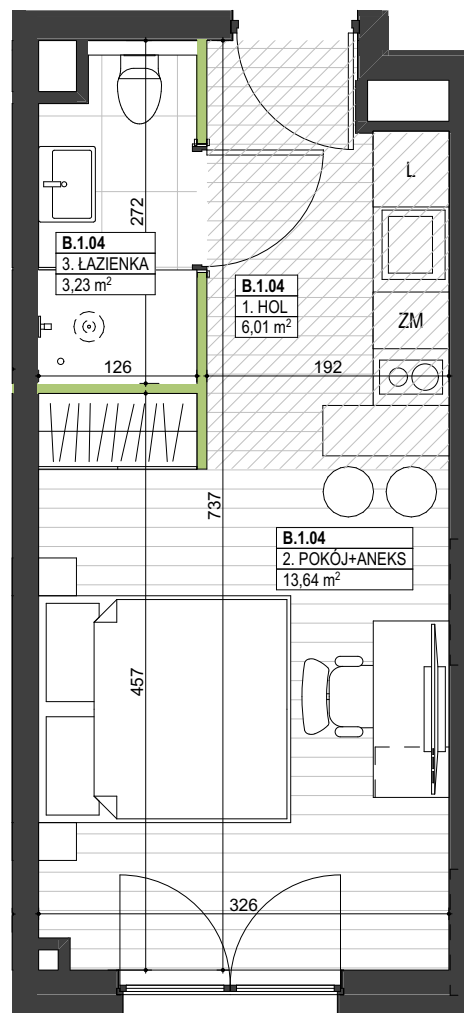 L.
272
B.1.04
3. ŁAZIENKA
3,23 m²
B.1.04
1. HOL
6,01 m²
ZM
126
192
737
B.1.04
2. POKÓJ+ANEKS
13,64 m²
457
326